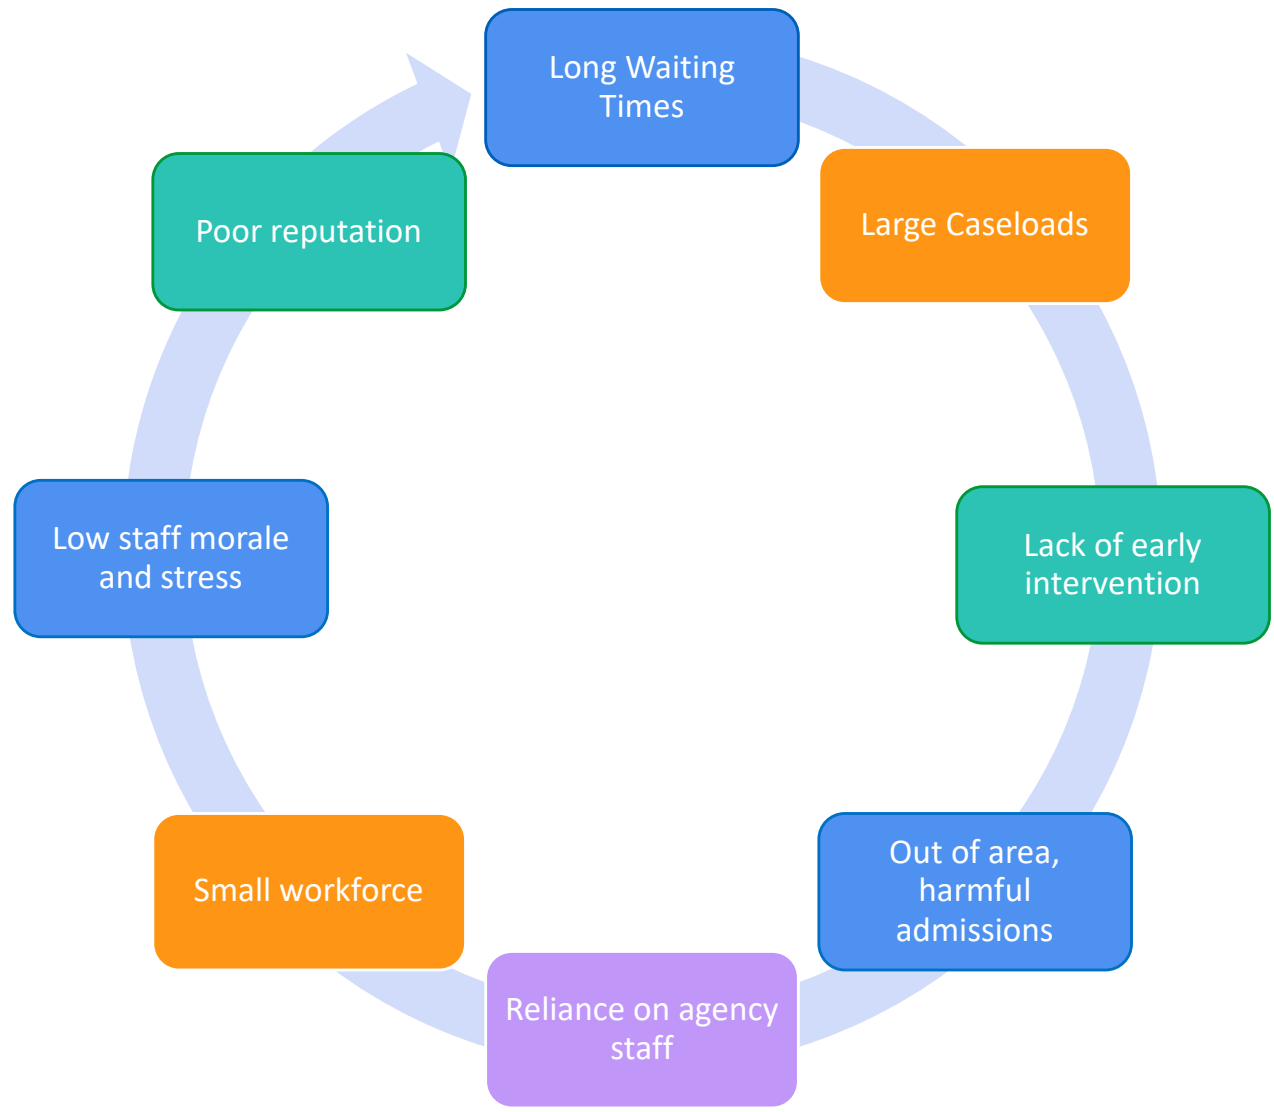 Long Waiting
Times
Large Caseloads
Lack of early
intervention
Out of area,
harmful
admissions
Reliance on agency
staff
Small workforce
Low staff morale
and stress
Poor reputation